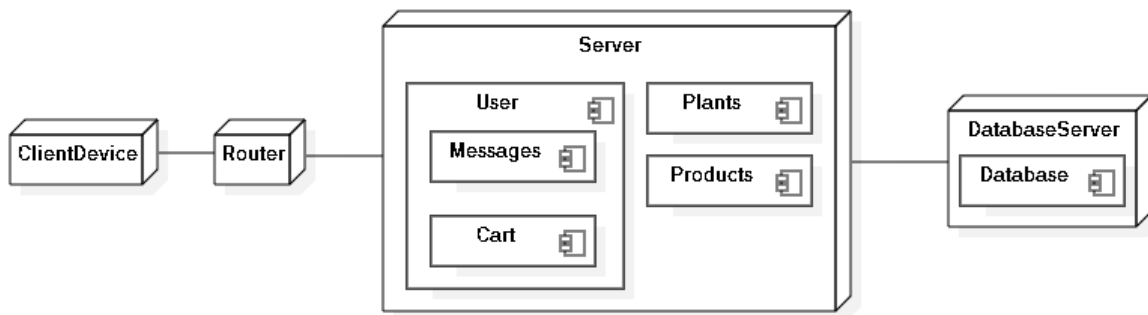 Server
User
Plants
ClientDevice
Router
Messages
Products
Cart
DatabaseServer
Database